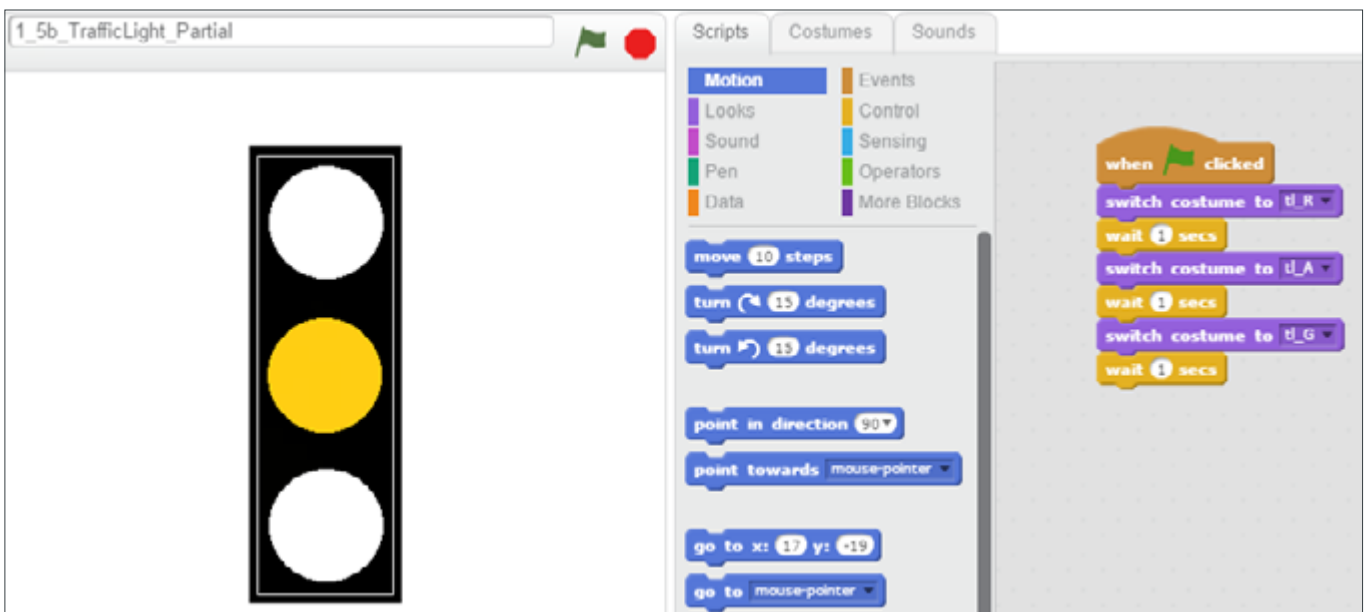 1_5b_TrafficLight_Partial
Scripts Costumes Sounds
Motion Events
Looks Control
Sound Sensing
Pen Operators
Data More Blocks
move 10 steps
turn 15 degrees
turn 15 degrees
point in direction 90
point towards mouse-pointer
go to x: 17 y: -19
go to mouse-pointer
when clicked
switch costume to tl_R
wait 1 secs
switch costume to tl_A
wait 1 secs
switch costume to tl_G
wait 1 secs